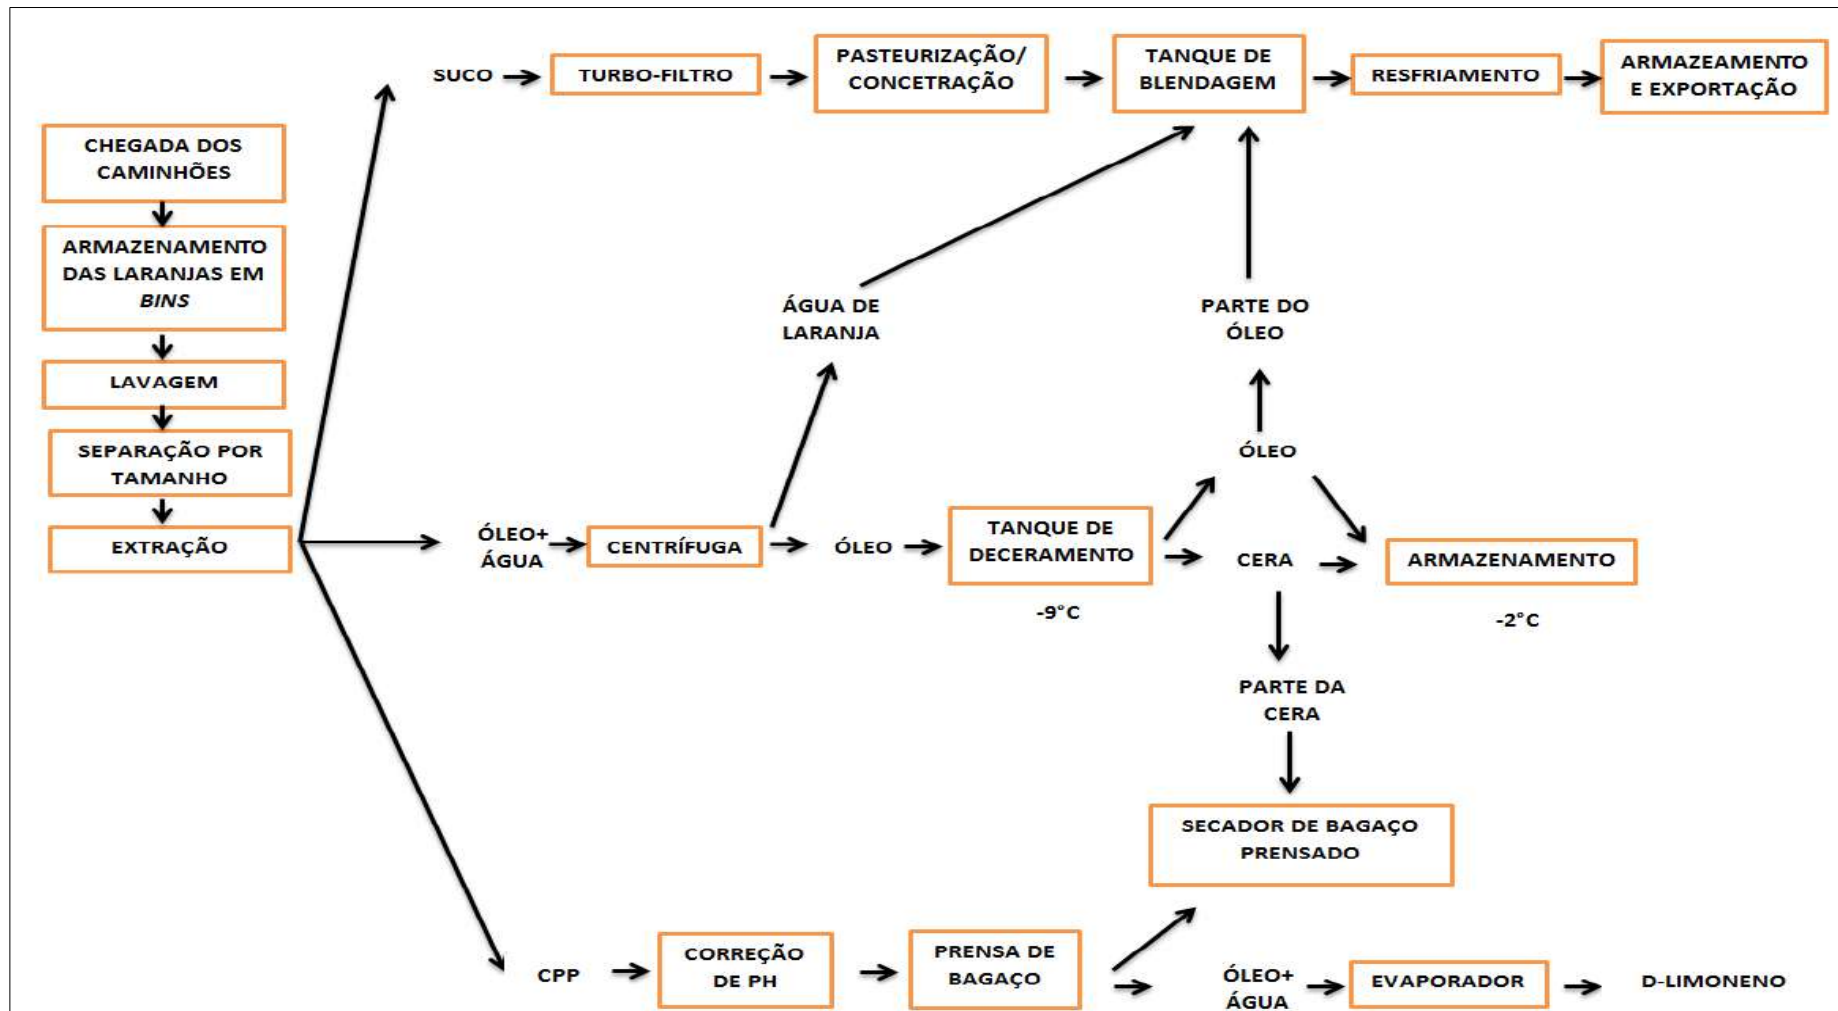 CHEGADA DOS
CAMINHÕES
ARMAZENAMENTO
DAS LARANJAS EM
BINS
LAVAGEM
SEPARAÇÃO POR
TAMANHO
EXTRAÇÃO
SUCO
TURBO-FILTRO
PASTEURIZAÇÃO/
CONCETRAÇÃO
TANQUE DE
BLENDAGEM
RESFRIAMENTO
ARMAZEAMENTO
E EXPORTAÇÃO
ÁGUA DE
LARANJA
PARTE DO
ÓLEO
ÓLEO+
ÁGUA
CENTRÍFUGA
ÓLEO
TANQUE DE
DECERAMENTO
-9°C
ÓLEO
CERA
ARMAZENAMENTO
-2°C
PARTE DA
CERA
SECADOR DE BAGAÇO
PRENSADO
CPP
CORREÇÃO
DE PH
PRENSA DE
BAGAÇO
ÓLEO+
ÁGUA
EVAPORADOR
D-LIMONENO